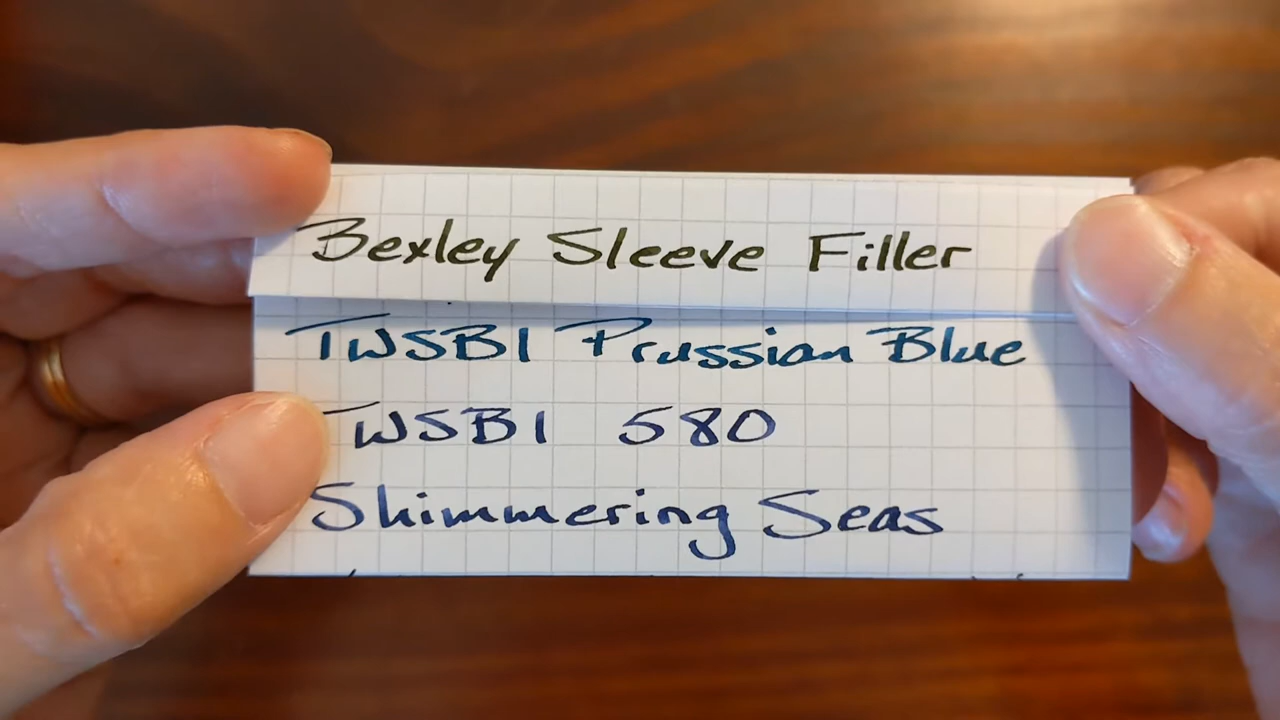 Bexley Sleeve Filler
TWSBI Prussian Blue
TWSBI 580
Shimmering Seas